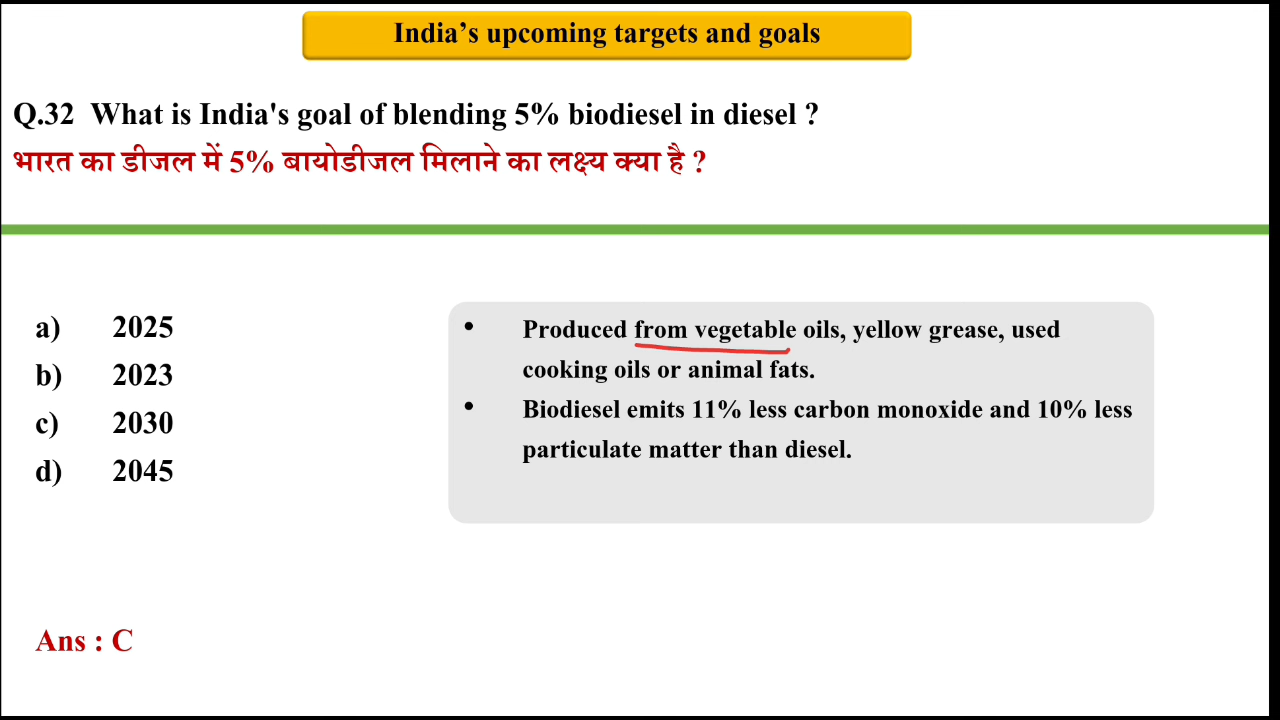 India’s upcoming targets and goals
Q.32 What is India's goal of blending 5% biodiesel in diesel ?
भारत का डीजल में 5% बायोडीजल मिलाने का लक्ष्य क्या है ?
a) 2025
b) 2023
c) 2030
d) 2045
• Produced from vegetable oils, yellow grease, used
cooking oils or animal fats.
• Biodiesel emits 11% less carbon monoxide and 10% less
particulate matter than diesel.
Ans : C